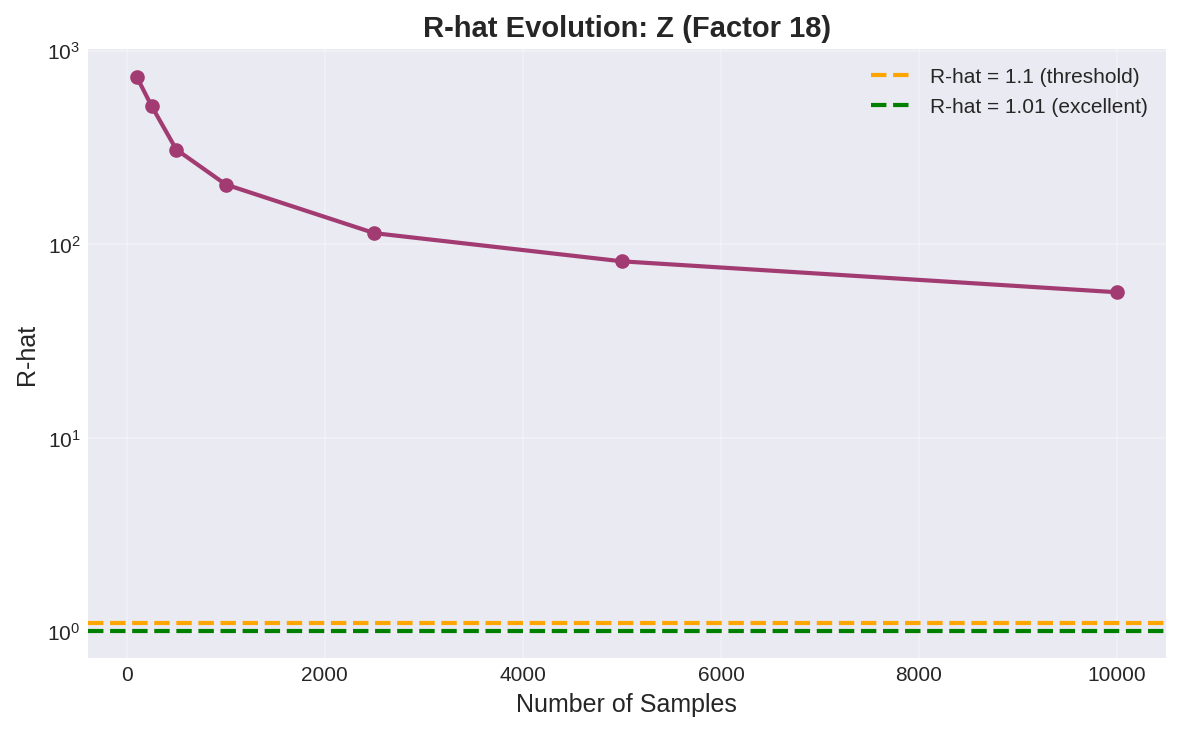 R-hat Evolution: Z (Factor 18)
R-hat = 1.1 (threshold)
R-hat = 1.01 (excellent)
R-hat
10³
10²
10¹
10⁰
0 2000 4000 6000 8000 10000
Number of Samples